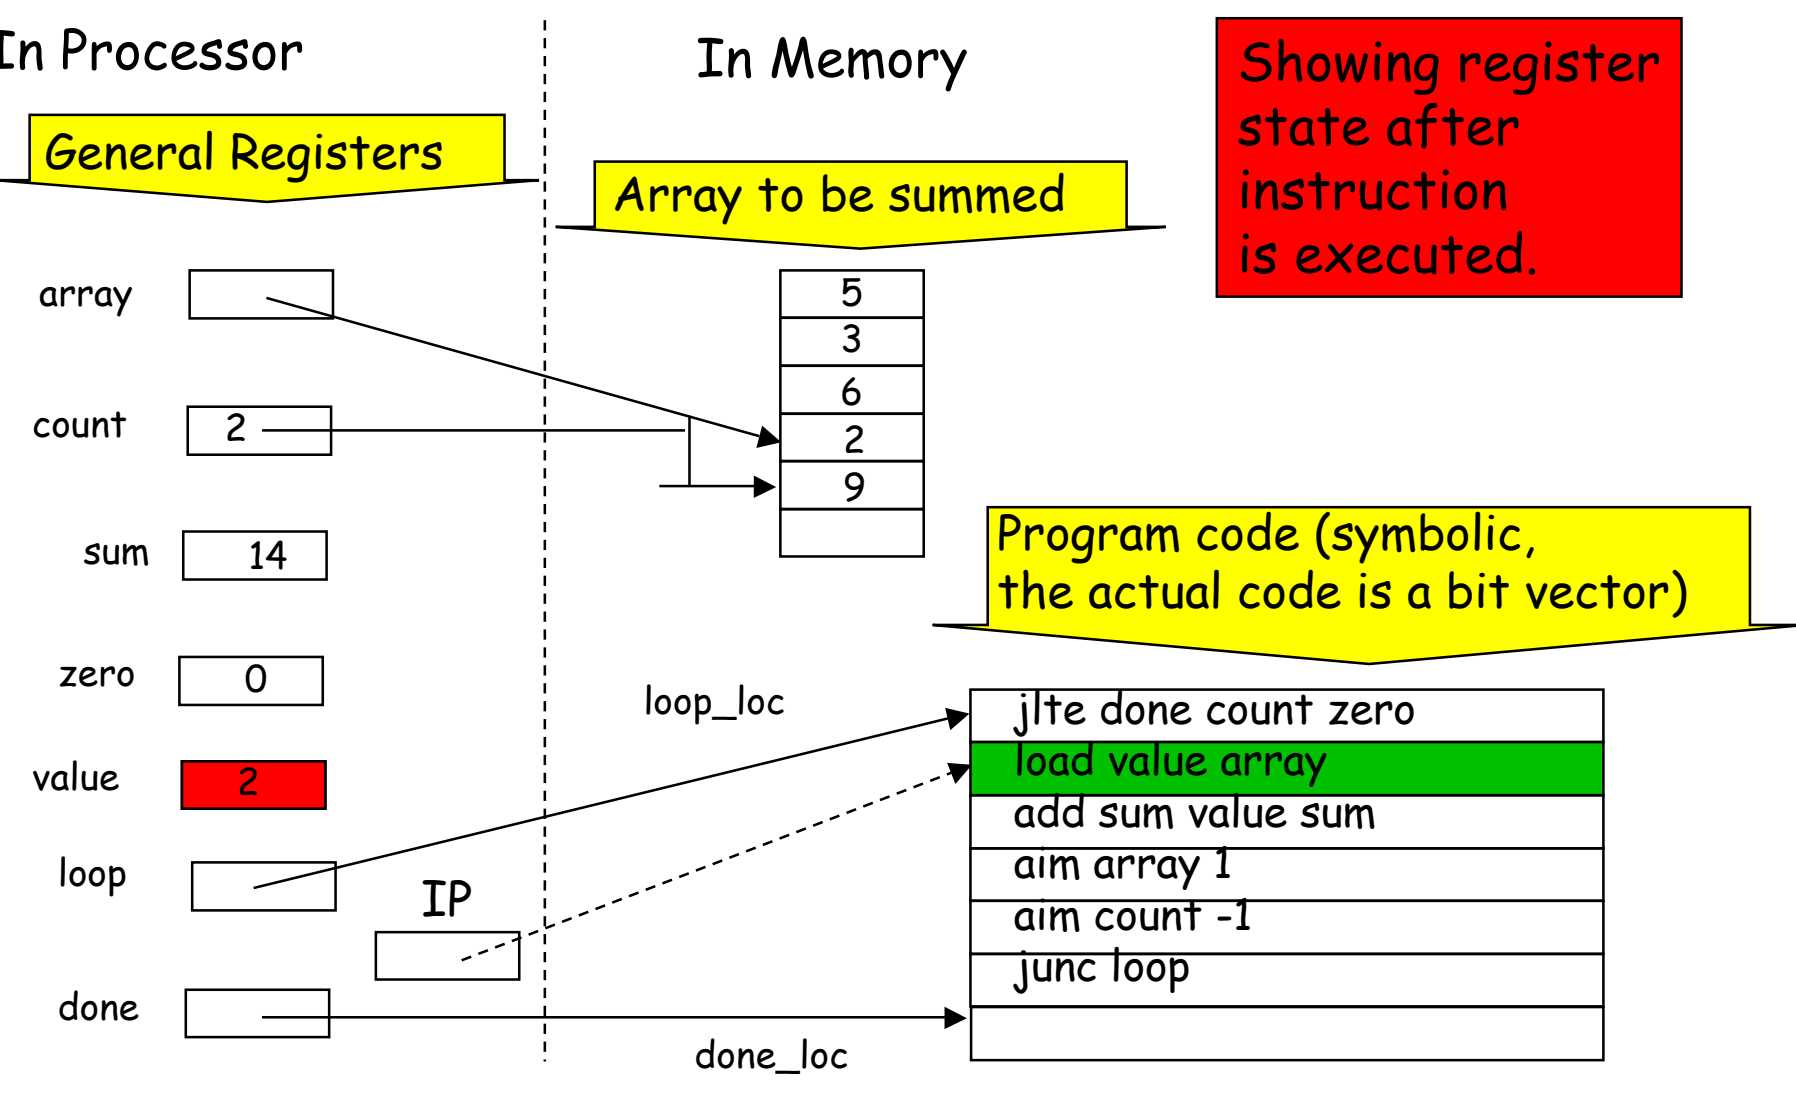 In Processor
In Memory
Showing register
state after
instruction
is executed.
General Registers
Array to be summed
array
5
3
6
2
9
count
2
sum
14
Program code (symbolic,
the actual code is a bit vector)
zero
0
loop_loc
jlte done count zero
load value array
add sum value sum
aim array 1
aim count -1
junc loop
value
2
loop
IP
done
done_loc